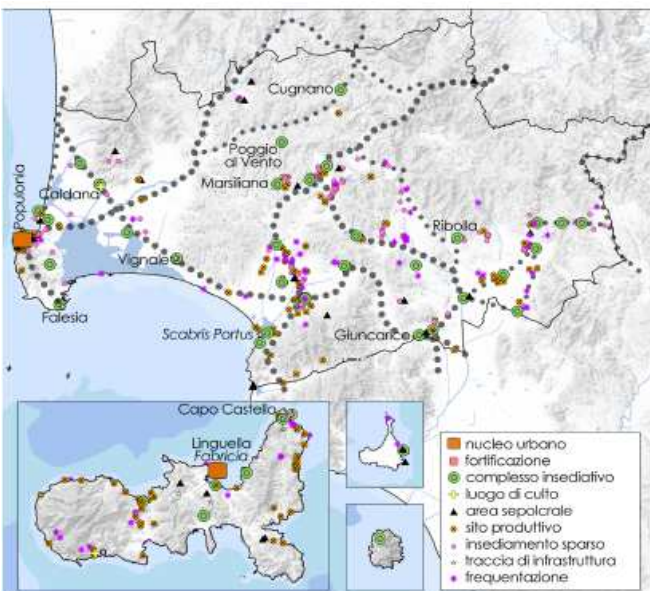 Cugnano
Poggio
al Vento
Marsiliana
Caldana
Populonia
Ribolla
Vignale
Falesia
Scabris Portus
Giuncarico
Capo Castello
Linguella
Fabricia
nucleo urbano
fortificazione
complesso insediativo
luogo di culto
area sepolcrale
sito produttivo
insediamento sparso
traccia di infrastruttura
frequentazione